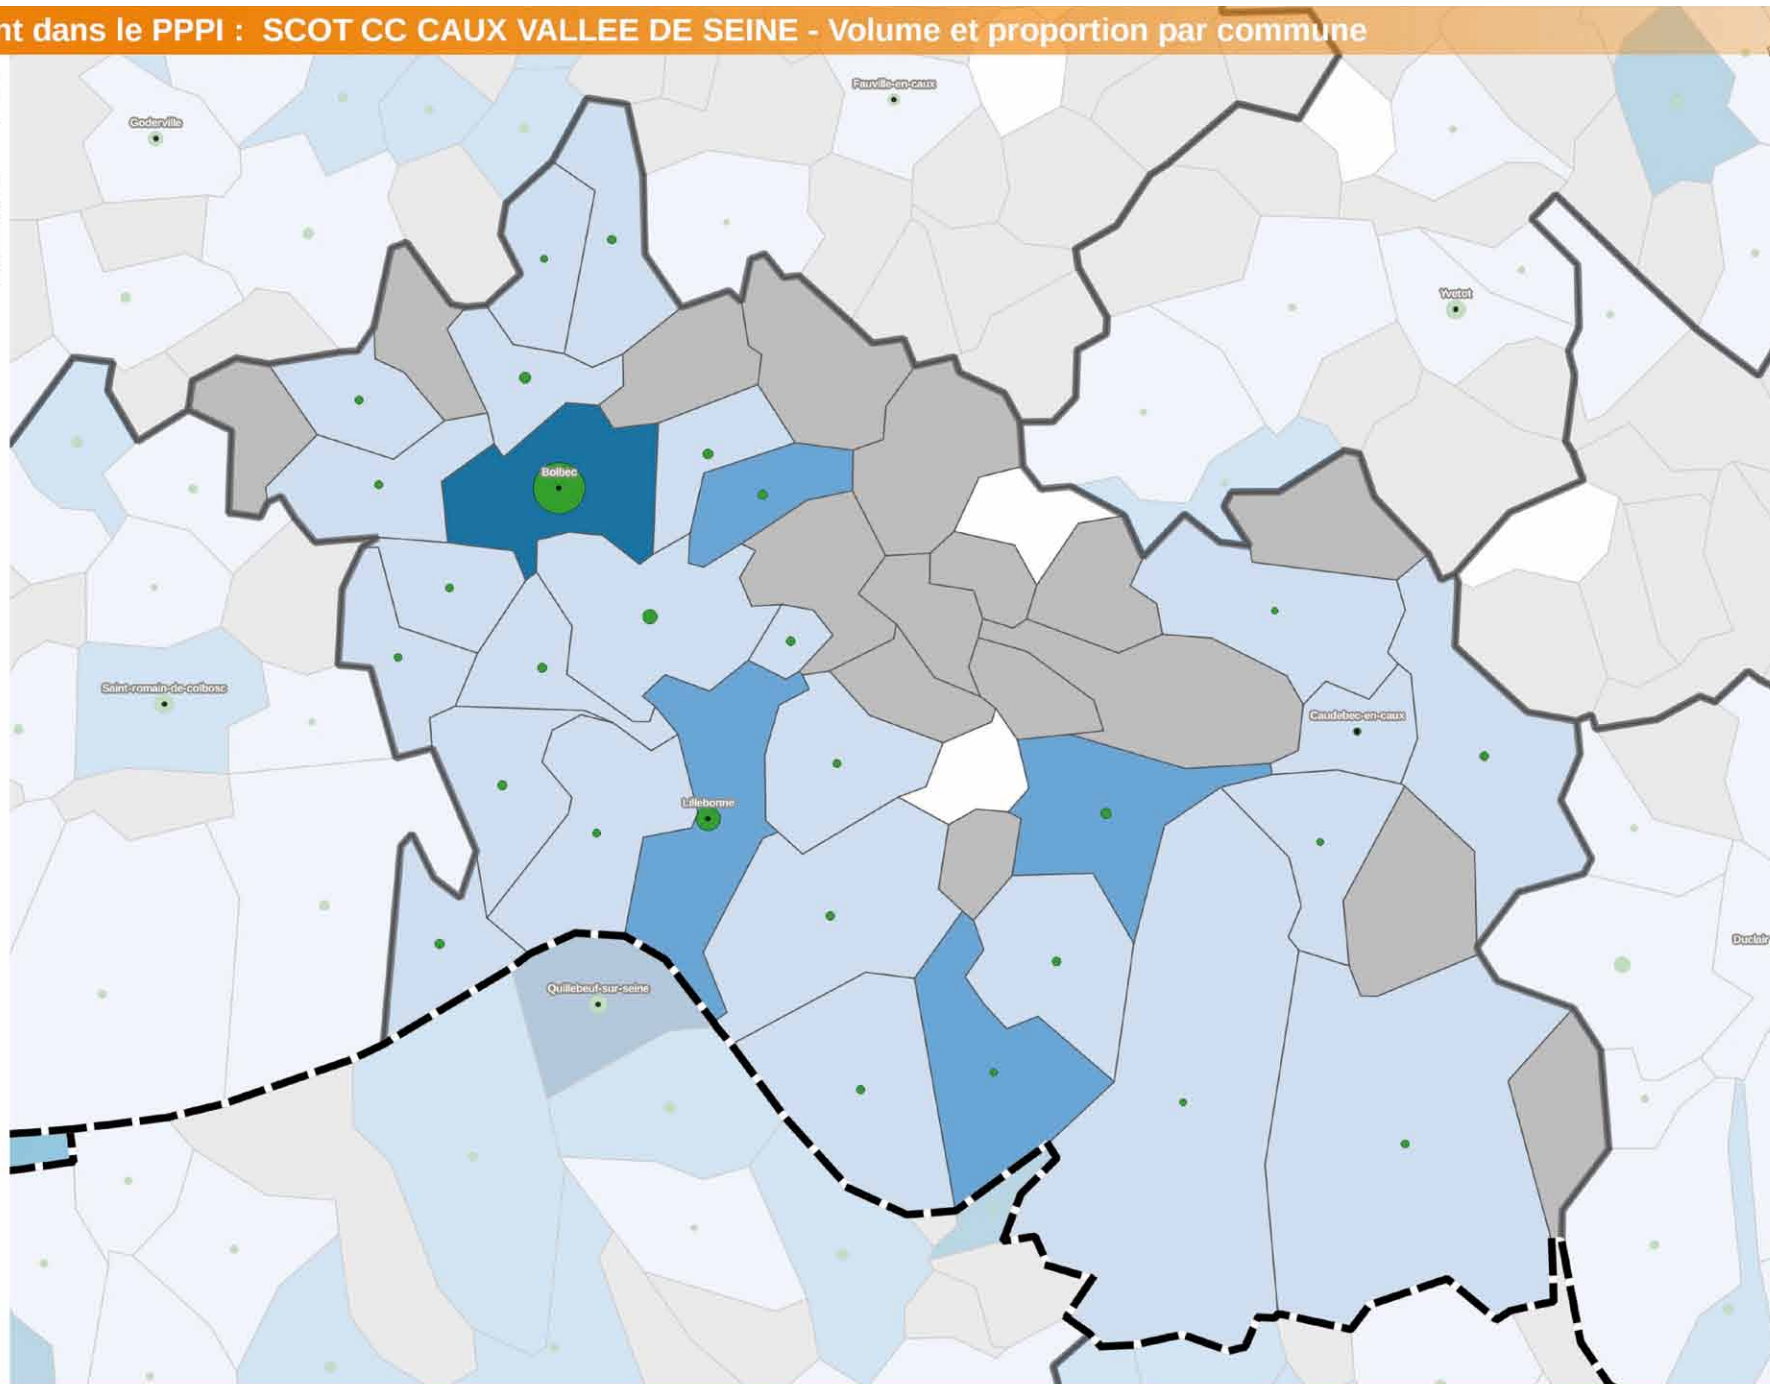 nt dans le PPPI : SCOT CC CAUX VALLEE DE SEINE - Volume et proportion par commune
Fauville-en-caux
Goderville
Yvetot
Bolbec
Saint-romain-de-colbosc
Caudebec-en-caux
Lillebonne
Duclair
Quillebeuf-sur-seine